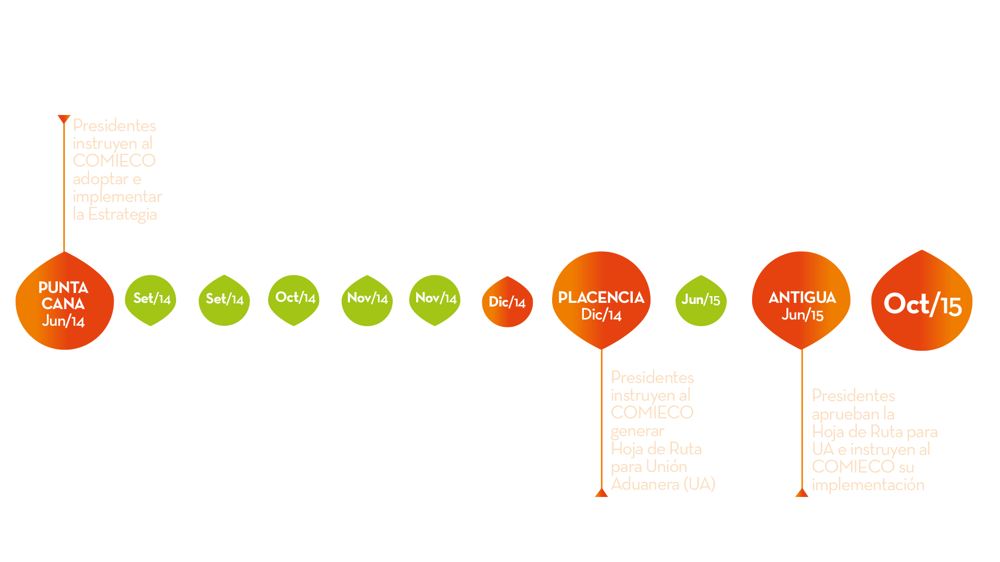 Presidentes
instruyen al
COMIECO
adoptar e
implementar
la Estrategia
PUNTA
CANA
Jun/14
Set/14
Set/14
Oct/14
Nov/14
Nov/14
Dic/14
PLACENCIA
Dic/14
Jun/15
ANTIGUA
Jun/15
Oct/15
Presidentes
instruyen al
COMIECO
generar
Hoja de Ruta
para Unión
Aduanera (UA)
Presidentes
aprueban la
Hoja de Ruta para
UA e instruyen al
COMIECO su
implementación